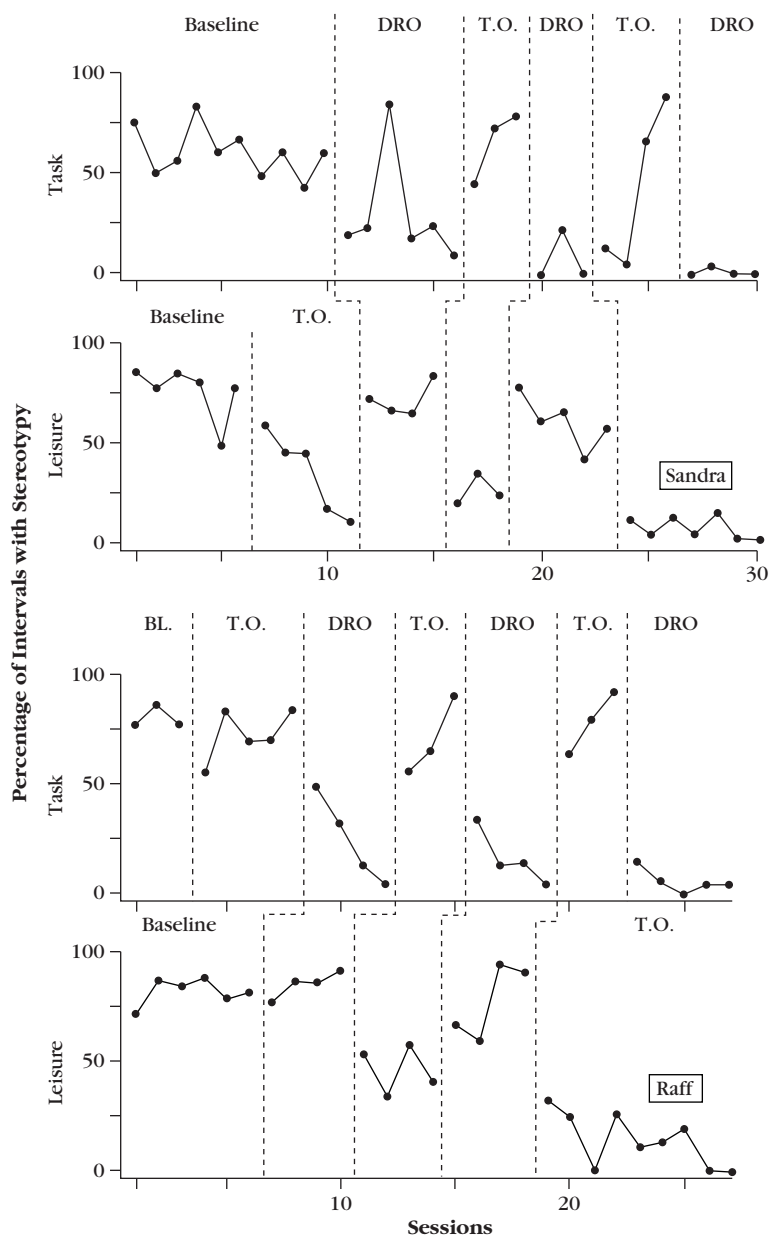 Baseline DRO T.O. DRO T.O. DRO
100
50
0
Task
Baseline T.O.
100
50
0
Leisure
Sandra
10 20 30
Percentage of Intervals with Stereotypy
BL. T.O. DRO T.O. DRO T.O. DRO
100
50
0
Task
Baseline T.O.
100
50
0
Leisure
Raff
10 20
Sessions